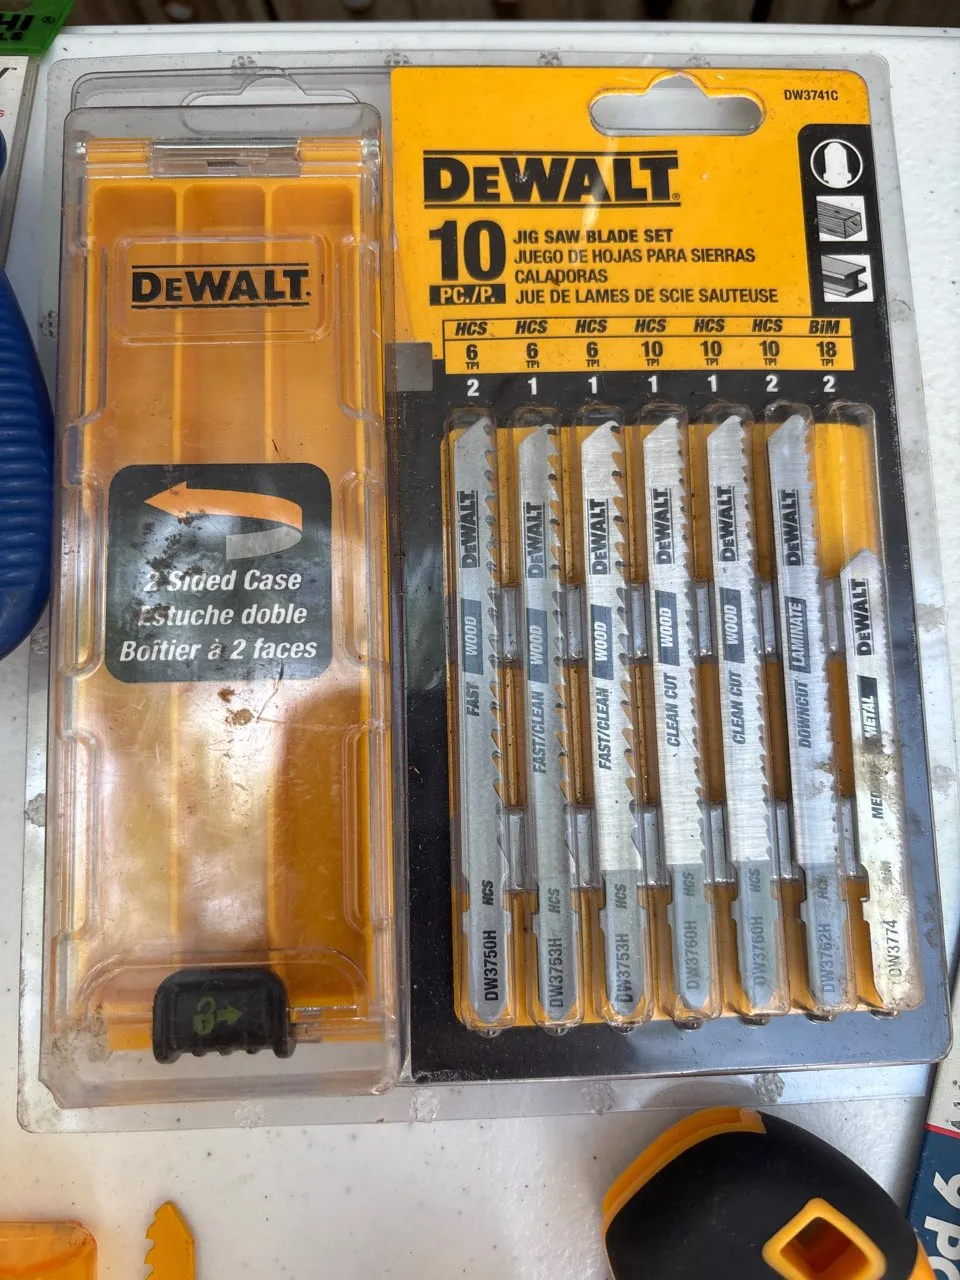 DW3741C
DEWALT®
10
PC./P.
JIG SAW BLADE SET
JUEGO DE HOJAS PARA SIERRAS
CALADORAS
JUE DE LAMES DE SCIE SAUTEUSE
HCS HCS HCS HCS HCS HCS BiM
6 6 6 10 10 10 18
TPI TPI TPI TPI TPI TPI TPI
2 1 1 1 1 2 2
DEWALT.
2 Sided Case
Estuche doble
Boîtier à 2 faces
DEWALT WOOD FAST HCS DW3750H
DEWALT WOOD FAST/CLEAN HCS DW3753H
DEWALT WOOD FAST/CLEAN HCS DW3753H
DEWALT WOOD CLEAN CUT HCS DW3760H
DEWALT WOOD CLEAN CUT HCS DW3760H
DEWALT LAMINATE DOWNCUT HCS DW3762H
DEWALT METAL DW3774
HI